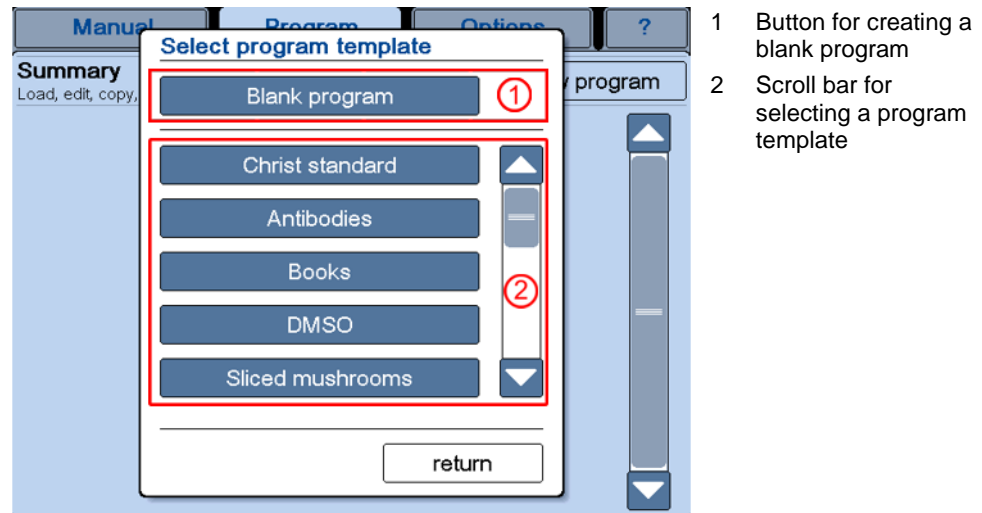 Manual Program Options ?
Select program template
Summary
Load, edit, copy,
program
Blank program 1
Christ standard
Antibodies
Books
2
DMSO
Sliced mushrooms
return
1 Button for creating a
blank program
2 Scroll bar for
selecting a program
template